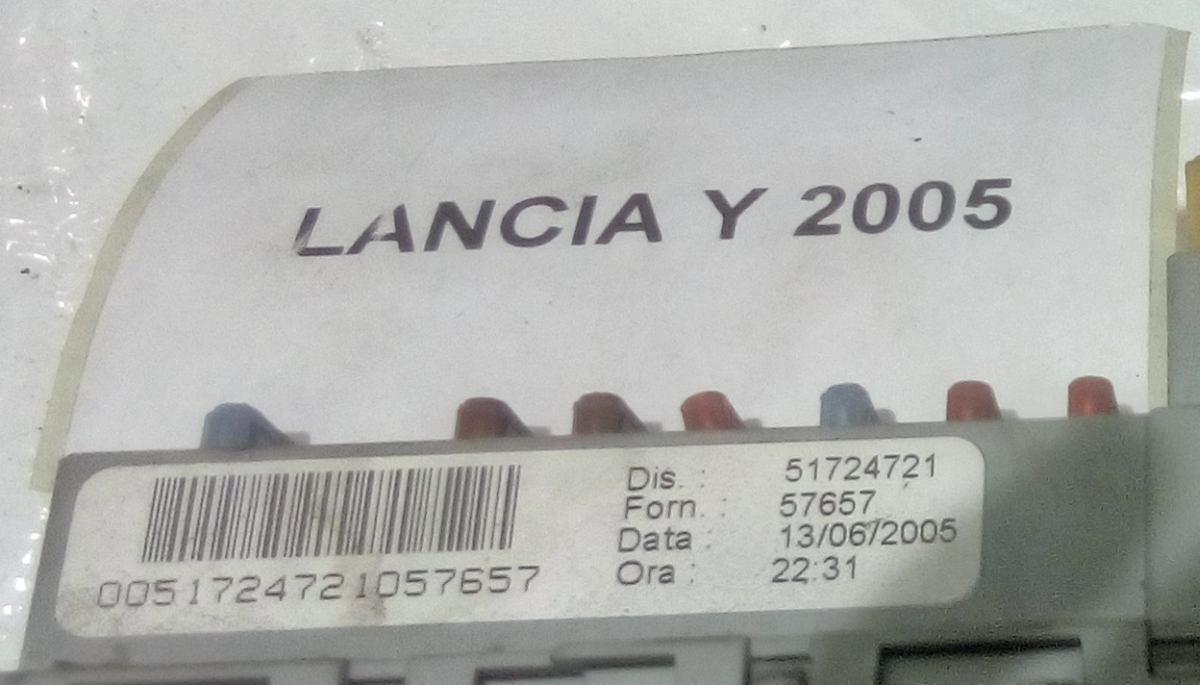 LANCIA Y 2005
Dis. : 51724721
Forn. : 57657
Data : 13/06/2005
Ora : 22:31
0051724721057657